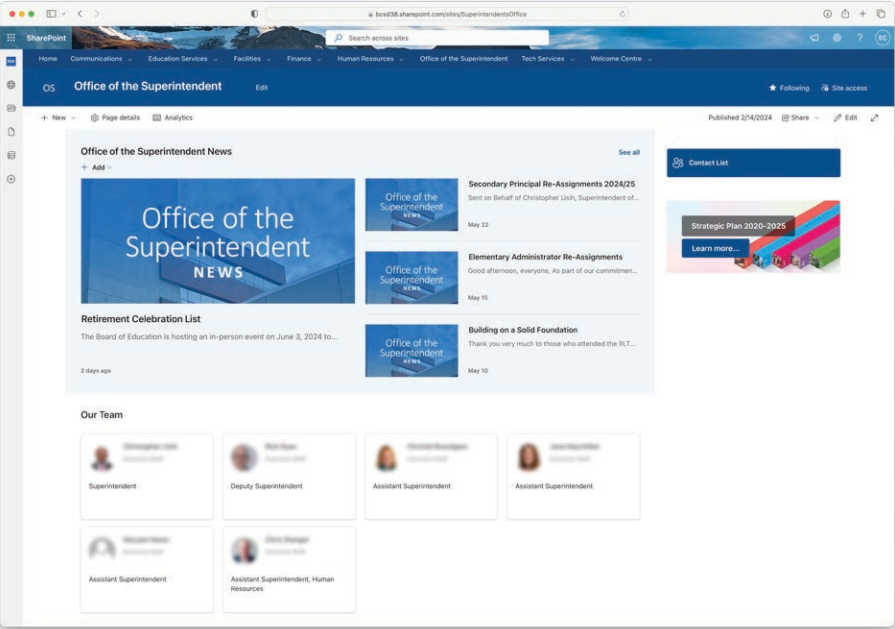 bcsd38.sharepoint.com/sites/SuperintendentsOffice
SharePoint
Search across sites
EC
Home Communications Education Services Facilities Finance Human Resources Office of the Superintendent Tech Services Welcome Centre
OS Office of the Superintendent Edit
Following Site access
New Page details Analytics
Published 2/14/2024 Share Edit
Office of the Superintendent News
See all
Add
Office of the
Superintendent
NEWS
Retirement Celebration List
The Board of Education is hosting an in-person event on June 3, 2024 to...
2 days ago
Office of the
Superintendent
NEWS
Secondary Principal Re-Assignments 2024/25
Sent on Behalf of Christopher Usih, Superintendent of...
May 22
Office of the
Superintendent
NEWS
Elementary Administrator Re-Assignments
Good afternoon, everyone, As part of our commitmen...
May 15
Office of the
Superintendent
NEWS
Building on a Solid Foundation
Thank you very much to those who attended the RLT...
May 10
Contact List
Strategic Plan 2020-2025
Learn more...
Our Team
Superintendent
Deputy Superintendent
Assistant Superintendent
Assistant Superintendent
Assistant Superintendent
Assistant Superintendent, Human
Resources